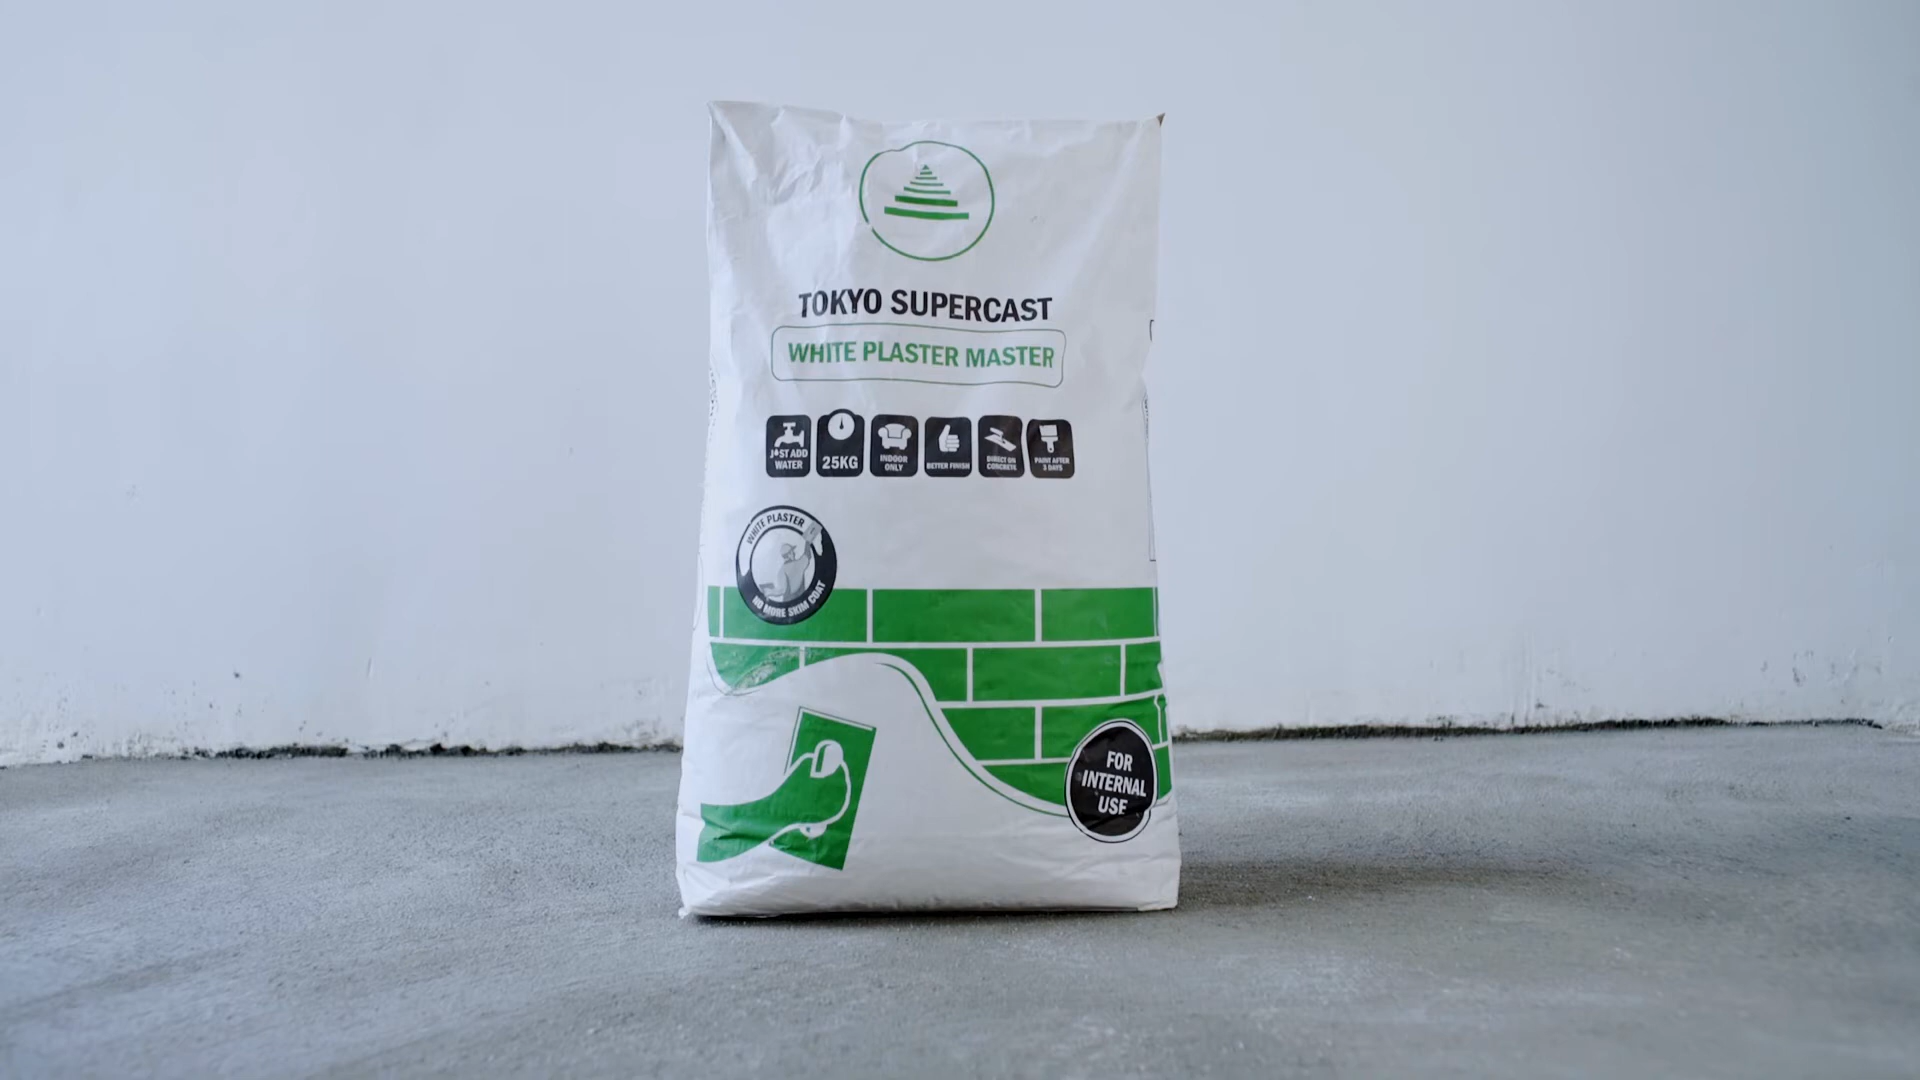 TOKYO SUPERCAST
WHITE PLASTER MASTER
JUST ADD
WATER
25KG
INDOOR
ONLY
BETTER FINISH
DIRECT ON
CONCRETE
PAINT AFTER
3 DAYS
WHITE PLASTER
NO MORE SKIM COAT
FOR
INTERNAL
USE